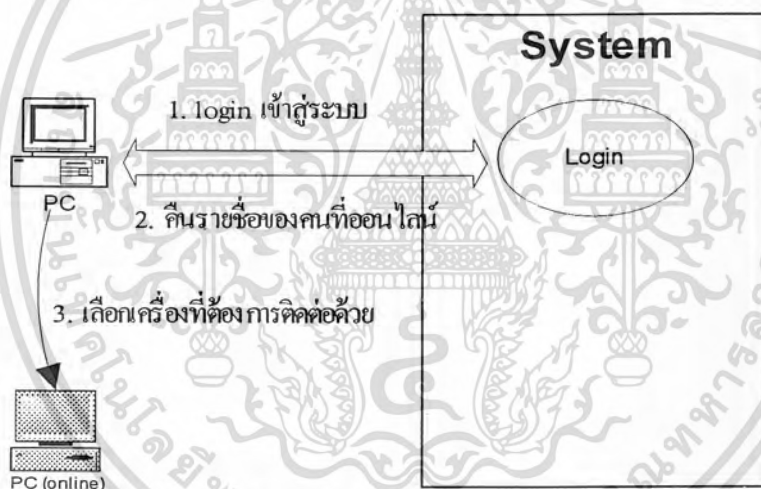 System
1. login เข้าสู่ระบบ
Login
PC
2. คืนรายชื่อของคนที่ออนไลน์
3. เลือกเครื่องที่ต้องการติดต่อด้วย
PC (online)